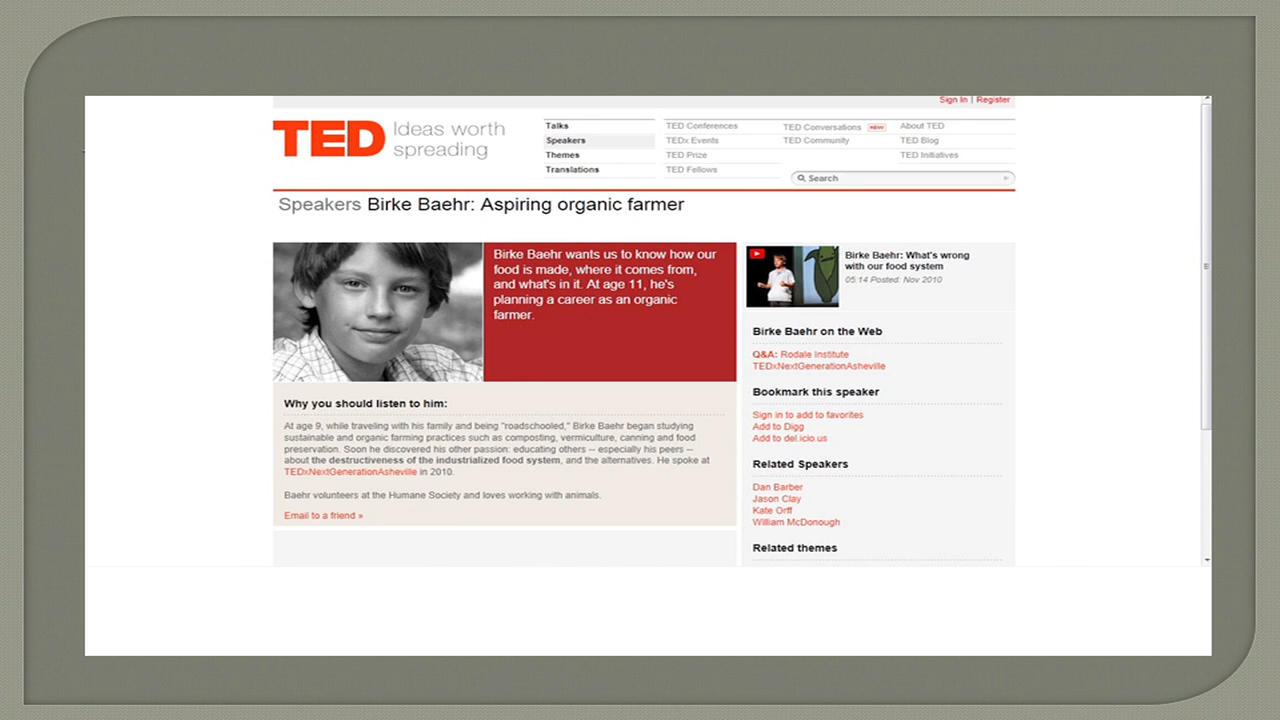 Sign In | Register
TED Ideas worth
spreading
Talks
Speakers
Themes
Translations
TED Conferences
TEDx Events
TED Prize
TED Fellows
TED Conversations NEW
TED Community
About TED
TED Blog
TED Initiatives
Search
Speakers Birke Baehr: Aspiring organic farmer
Birke Baehr wants us to know how our
food is made, where it comes from,
and what's in it. At age 11, he's
planning a career as an organic
farmer.
Why you should listen to him:
At age 9, while traveling with his family and being "roadschooled," Birke Baehr began studying
sustainable and organic farming practices such as composting, vermiculture, canning and food
preservation. Soon he discovered his other passion: educating others -- especially his peers --
about the destructiveness of the industrialized food system, and the alternatives. He spoke at
TEDxNextGenerationAsheville in 2010.
Baehr volunteers at the Humane Society and loves working with animals.
Email to a friend »
Birke Baehr: What's wrong
with our food system
05:14 Posted: Nov 2010
Birke Baehr on the Web
Q&A: Rodale Institute
TEDxNextGenerationAsheville
Bookmark this speaker
Sign in to add to favorites
Add to Digg
Add to del.icio.us
Related Speakers
Dan Barber
Jason Clay
Kate Orff
William McDonough
Related themes